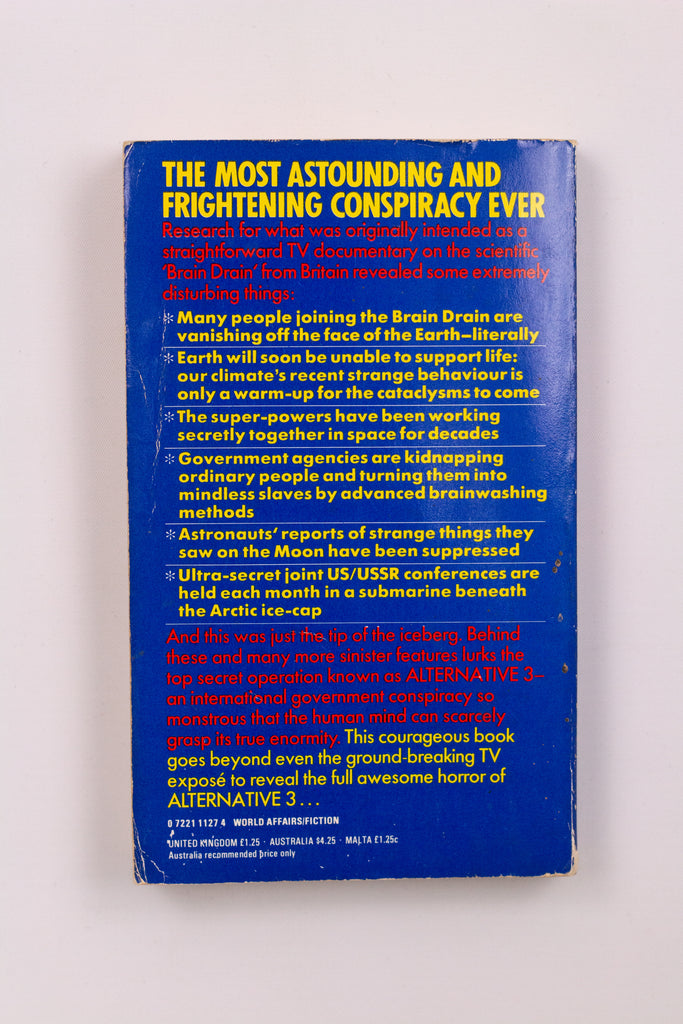 THE MOST ASTOUNDING AND
FRIGHTENING CONSPIRACY EVER
Research for what was originally intended as a
straightforward TV documentary on the scientific
'Brain Drain' from Britain revealed some extremely
disturbing things:
* Many people joining the Brain Drain are
vanishing off the face of the Earth—literally
* Earth will soon be unable to support life:
our climate's recent strange behaviour is
only a warm-up for the cataclysms to come
* The super-powers have been working
secretly together in space for decades
* Government agencies are kidnapping
ordinary people and turning them into
mindless slaves by advanced brainwashing
methods
* Astronauts' reports of strange things they
saw on the Moon have been suppressed
* Ultra-secret joint US/USSR conferences are
held each month in a submarine beneath
the Arctic ice-cap
And this was just the tip of the iceberg. Behind
these and many more sinister features lurks the
top secret operation known as ALTERNATIVE 3—
an international government conspiracy so
monstrous that the human mind can scarcely
grasp its true enormity. This courageous book
goes beyond even the ground-breaking TV
exposé to reveal the full awesome horror of
ALTERNATIVE 3...
0 7221 1127 4 WORLD AFFAIRS/FICTION
UNITED KINGDOM £1.25 · AUSTRALIA $4.25 · MALTA £1.25c
Australia recommended price only